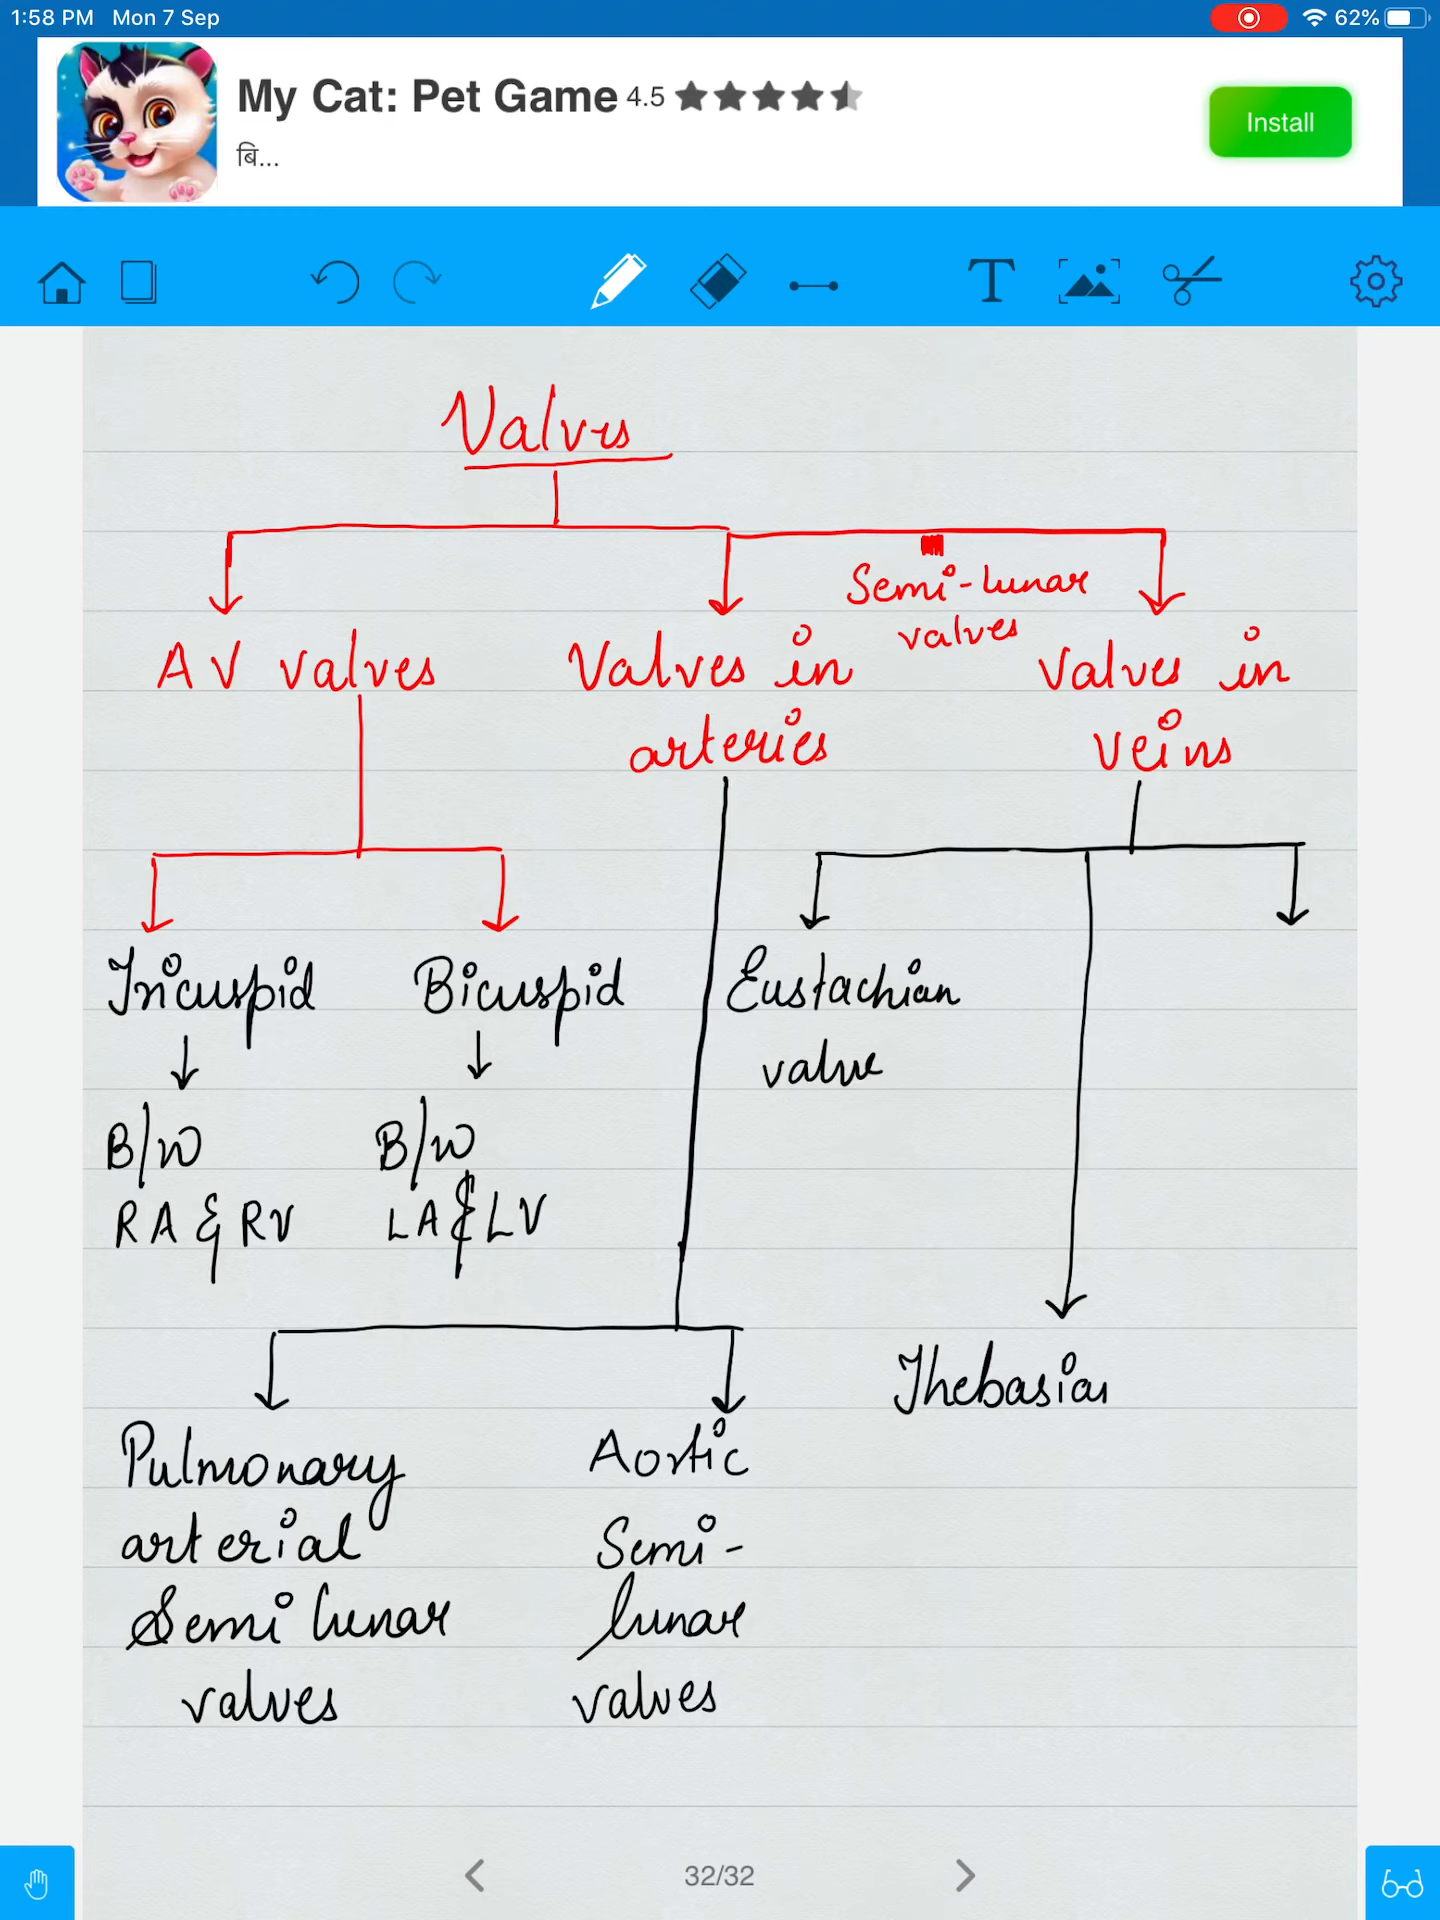 1:58 PM Mon 7 Sep
62%
My Cat: Pet Game 4.5
बि...
Install
T
Valves
Semi-lunar
valves
AV valves
Valves in
arteries
Valves in
veins
Tricuspid
Bicuspid
Eustachian
valve
B/w
RA & RV
B/w
LA & LV
Thebasian
Pulmonary
arterial
Semi lunar
valves
Aortic
Semi-
lunar
valves
32/32